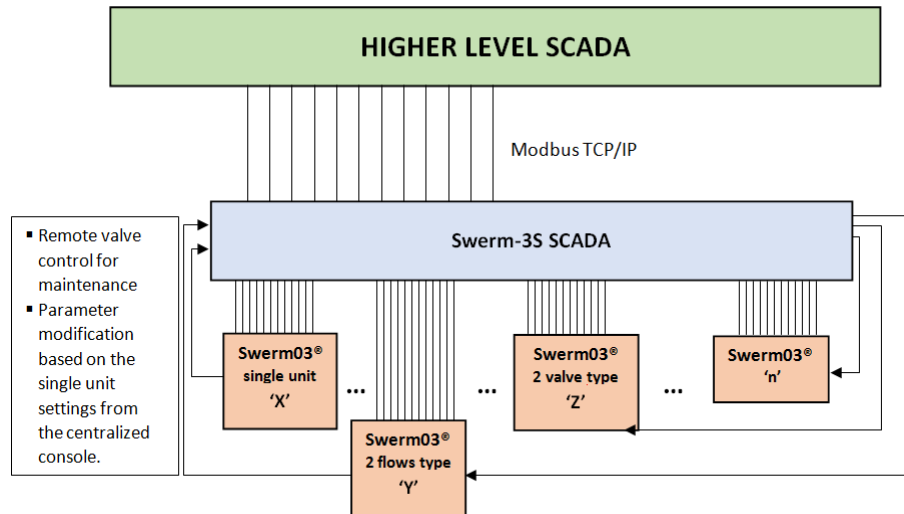 HIGHER LEVEL SCADA
Modbus TCP/IP
Swerm-3S SCADA
▪ Remote valve
control for
maintenance
▪ Parameter
modification
based on the
single unit
settings from
the centralized
console.
Swerm03®
single unit
‘X’
...
Swerm03®
2 flows type
‘Y’
...
Swerm03®
2 valve type
‘Z’
...
Swerm03®
‘n’